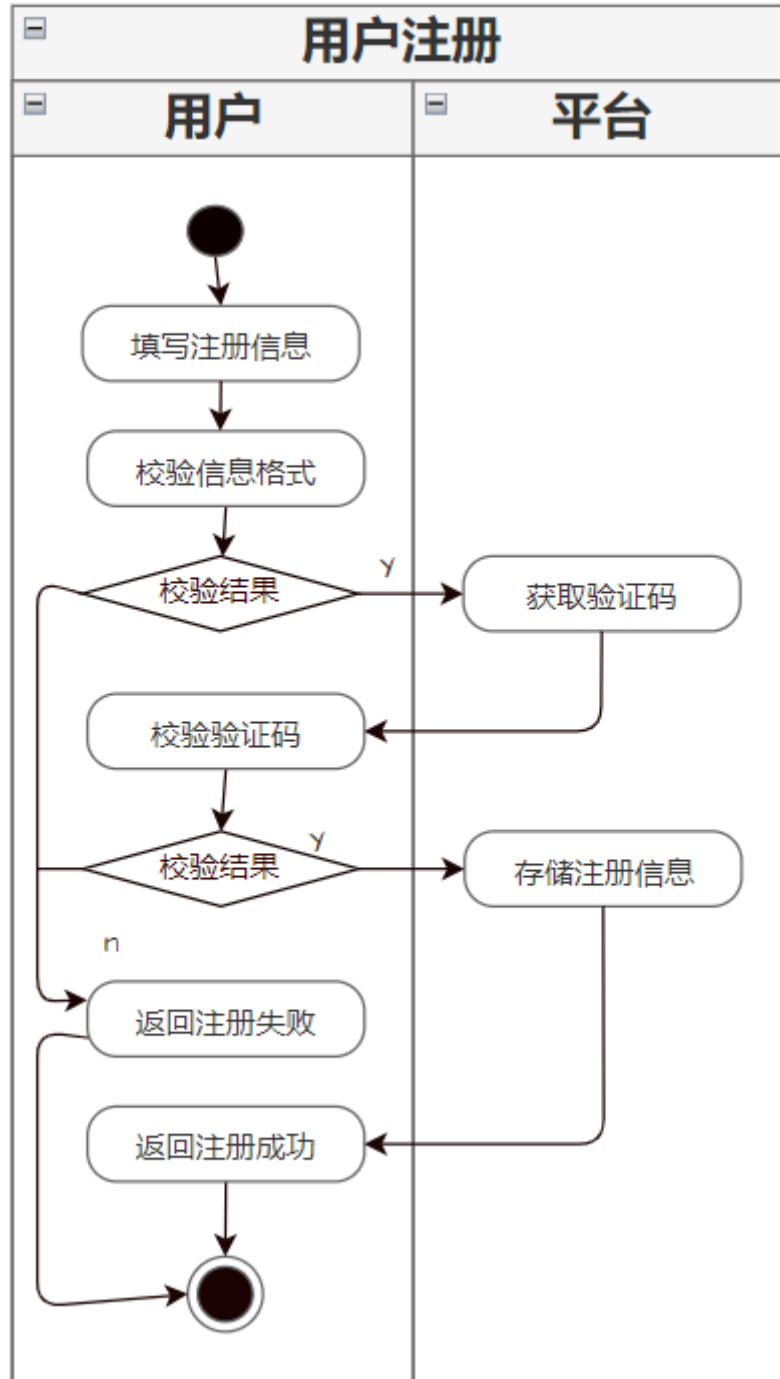 用户注册
用户
平台
填写注册信息
校验信息格式
校验结果
y
获取验证码
校验验证码
校验结果
y
存储注册信息
n
返回注册失败
返回注册成功